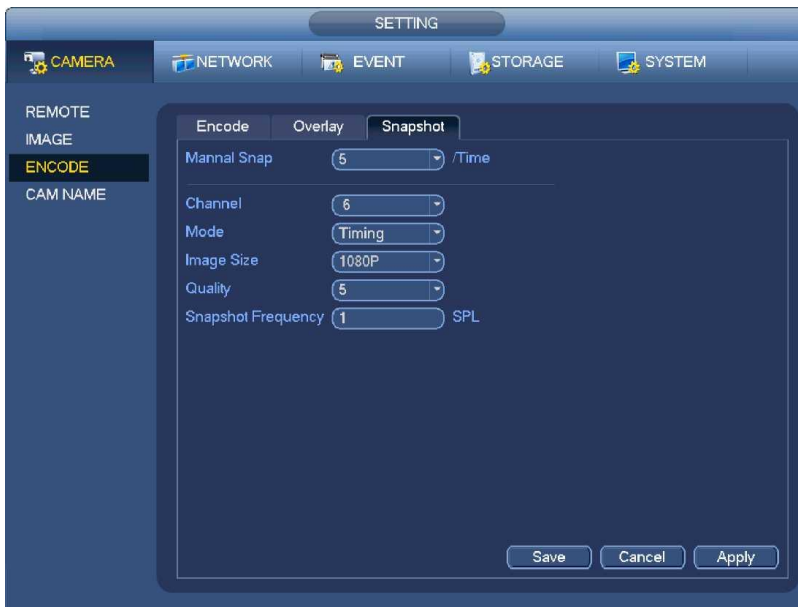 SETTING
CAMERA NETWORK EVENT STORAGE SYSTEM
REMOTE
IMAGE
ENCODE
CAM NAME
Encode Overlay Snapshot
Mannal Snap 5 /Time
Channel 6
Mode Timing
Image Size 1080P
Quality 5
Snapshot Frequency 1 SPL
Save Cancel Apply